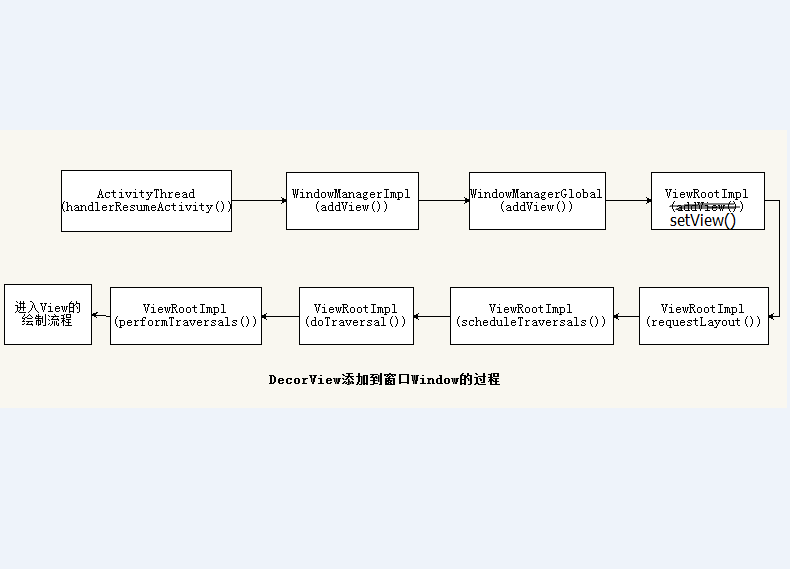 ActivityThread
(handlerResumeActivity())
WindowManagerImpl
(addView())
WindowManagerGlobal
(addView())
ViewRootImpl
(addView())
setView()
进入View的
绘制流程
ViewRootImpl
(performTraversals())
ViewRootImpl
(doTraversal())
ViewRootImpl
(scheduleTraversals())
ViewRootImpl
(requestLayout())
DecorView添加到窗口Window的过程